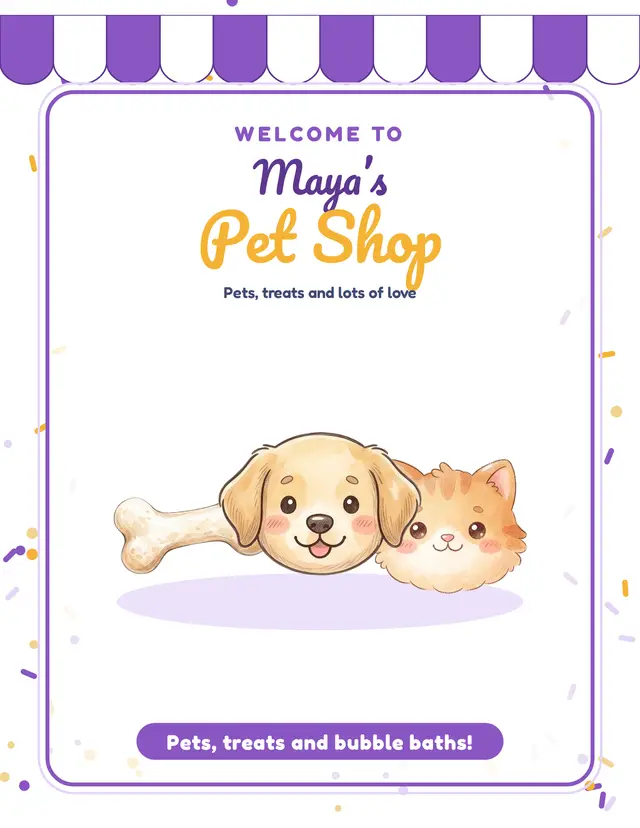 WELCOME TO
Maya's
Pet Shop
Pets, treats and lots of love
Pets, treats and bubble baths!